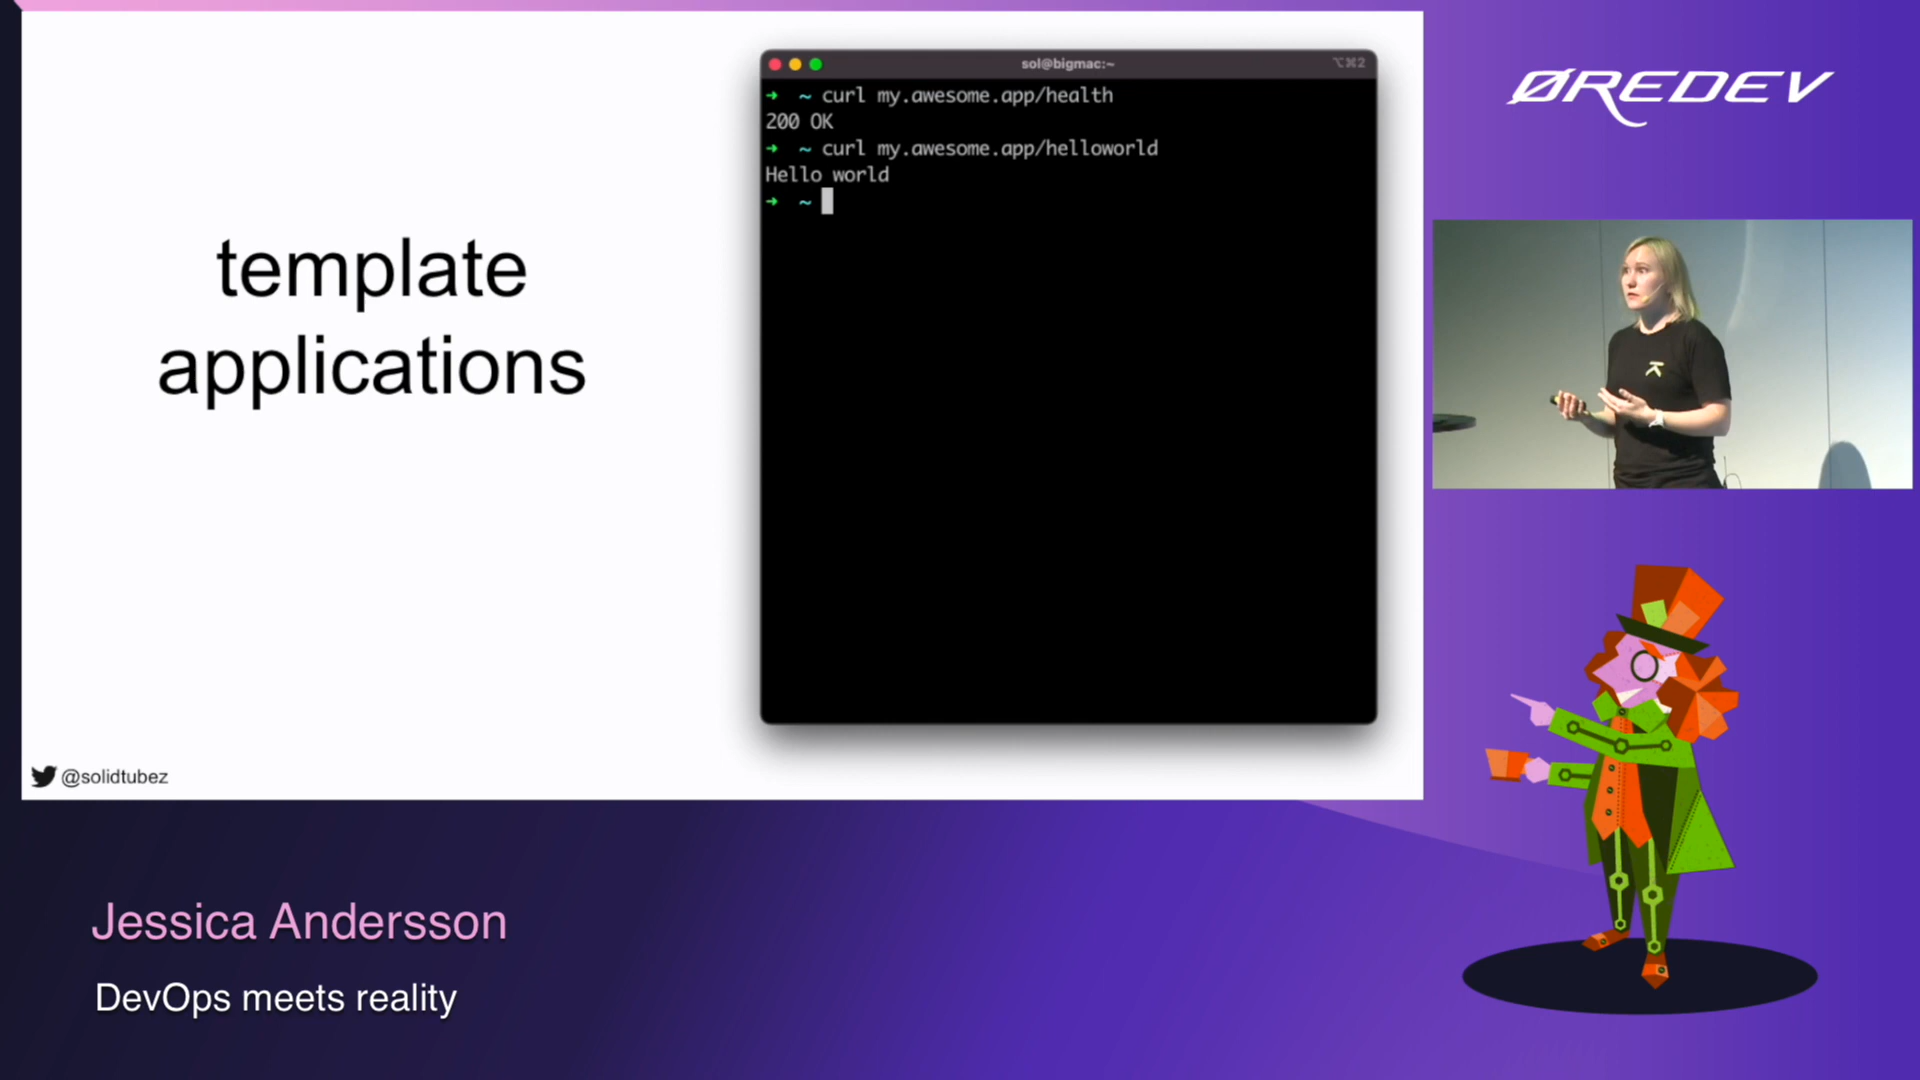 template
applications
sol@bigmac:~
⌥⌘2
➜ ~ curl my.awesome.app/health
200 OK
➜ ~ curl my.awesome.app/helloworld
Hello world
➜ ~
@solidtubez
ØREDEV
Jessica Andersson
DevOps meets reality